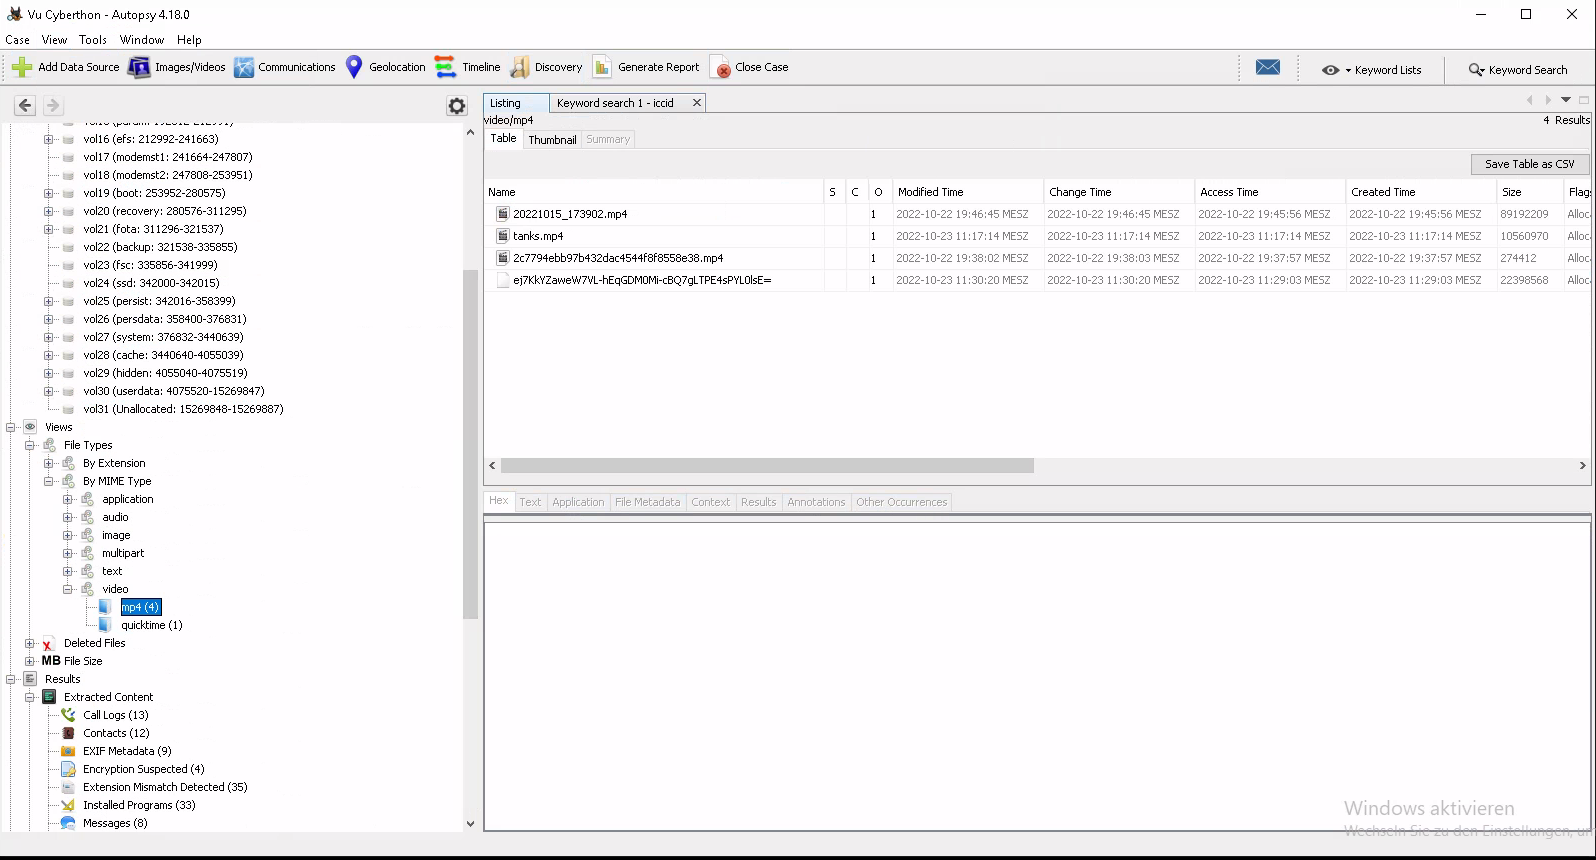 Vu Cyberthon - Autopsy 4.18.0
Case View Tools Window Help
Add Data Source Images/Videos Communications Geolocation Timeline Discovery Generate Report Close Case Keyword Lists Keyword Search
vol16 (efs: 212992-241663)
vol17 (modemst1: 241664-247807)
vol18 (modemst2: 247808-253951)
vol19 (boot: 253952-280575)
vol20 (recovery: 280576-311295)
vol21 (fota: 311296-321537)
vol22 (backup: 321538-335855)
vol23 (fsc: 335856-341999)
vol24 (ssd: 342000-342015)
vol25 (persist: 342016-358399)
vol26 (persdata: 358400-376831)
vol27 (system: 376832-3440639)
vol28 (cache: 3440640-4055039)
vol29 (hidden: 4055040-4075519)
vol30 (userdata: 4075520-15269847)
vol31 (Unallocated: 15269848-15269887)
Views
File Types
By Extension
By MIME Type
application
audio
image
multipart
text
video
mp4 (4)
quicktime (1)
Deleted Files
MB File Size
Results
Extracted Content
Call Logs (13)
Contacts (12)
EXIF Metadata (9)
Encryption Suspected (4)
Extension Mismatch Detected (35)
Installed Programs (33)
Messages (8)
Listing Keyword search 1 - iccid
video/mp4 4 Results
Table Thumbnail Summary
Save Table as CSV
Name S C O Modified Time Change Time Access Time Created Time Size Flag
20221015_173902.mp4 1 2022-10-22 19:46:45 MESZ 2022-10-22 19:46:45 MESZ 2022-10-22 19:45:56 MESZ 2022-10-22 19:45:56 MESZ 89192209 Alloc
tanks.mp4 1 2022-10-23 11:17:14 MESZ 2022-10-23 11:17:14 MESZ 2022-10-23 11:17:14 MESZ 2022-10-23 11:17:14 MESZ 10560970 Alloc
2c7794ebb97b432dac4544f8f8558e38.mp4 1 2022-10-22 19:38:02 MESZ 2022-10-22 19:38:03 MESZ 2022-10-22 19:37:57 MESZ 2022-10-22 19:37:57 MESZ 274412 Alloc
ej7KkYZaweW7VL-hEqGDM0Mi-cBQ7gLTPE4sPYL0lsE= 1 2022-10-23 11:30:20 MESZ 2022-10-23 11:30:20 MESZ 2022-10-23 11:29:03 MESZ 2022-10-23 11:29:03 MESZ 22398568 Alloc
Hex Text Application File Metadata Context Results Annotations Other Occurrences
Windows aktivieren
Wechseln Sie zu den Einstellungen, u